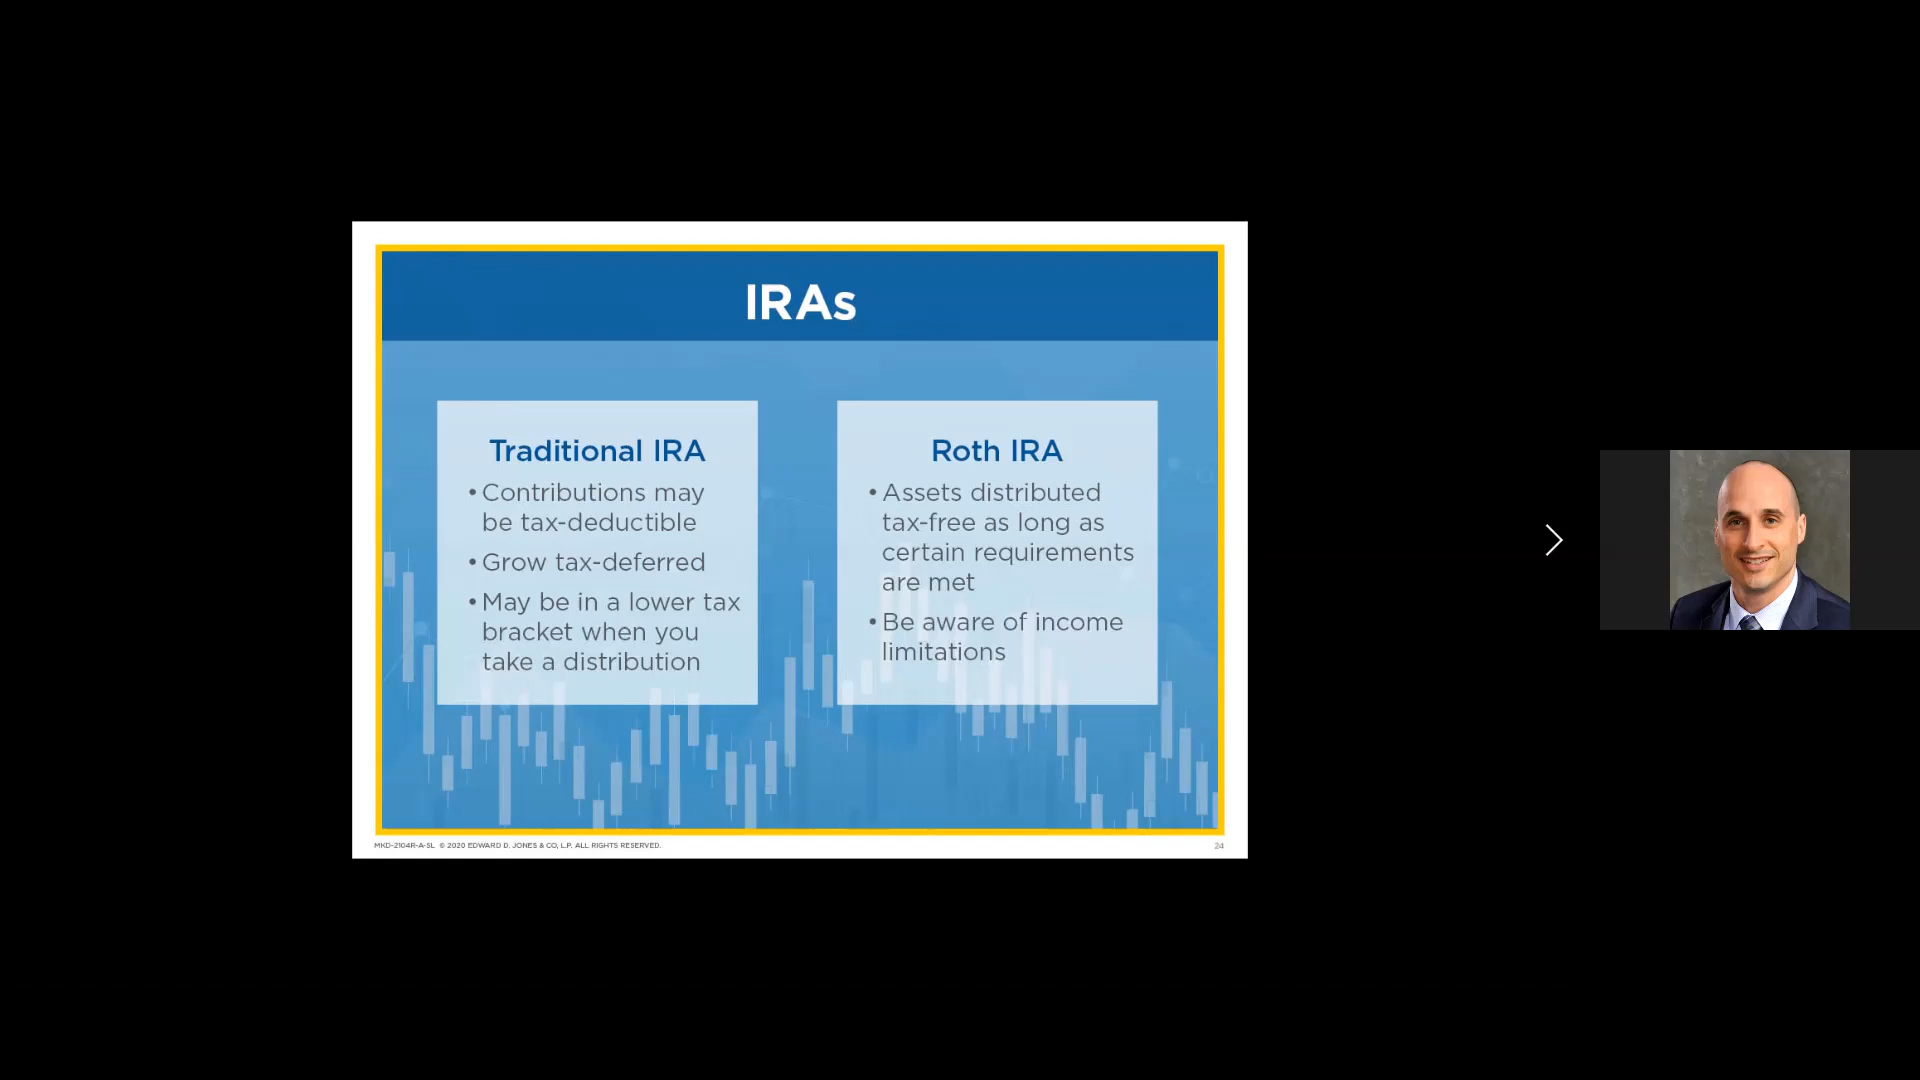 IRAs
Traditional IRA
• Contributions may
be tax-deductible
• Grow tax-deferred
• May be in a lower tax
bracket when you
take a distribution
Roth IRA
• Assets distributed
tax-free as long as
certain requirements
are met
• Be aware of income
limitations
MKD-2104R-A-SL © 2020 EDWARD D. JONES & CO, L.P. ALL RIGHTS RESERVED.
24